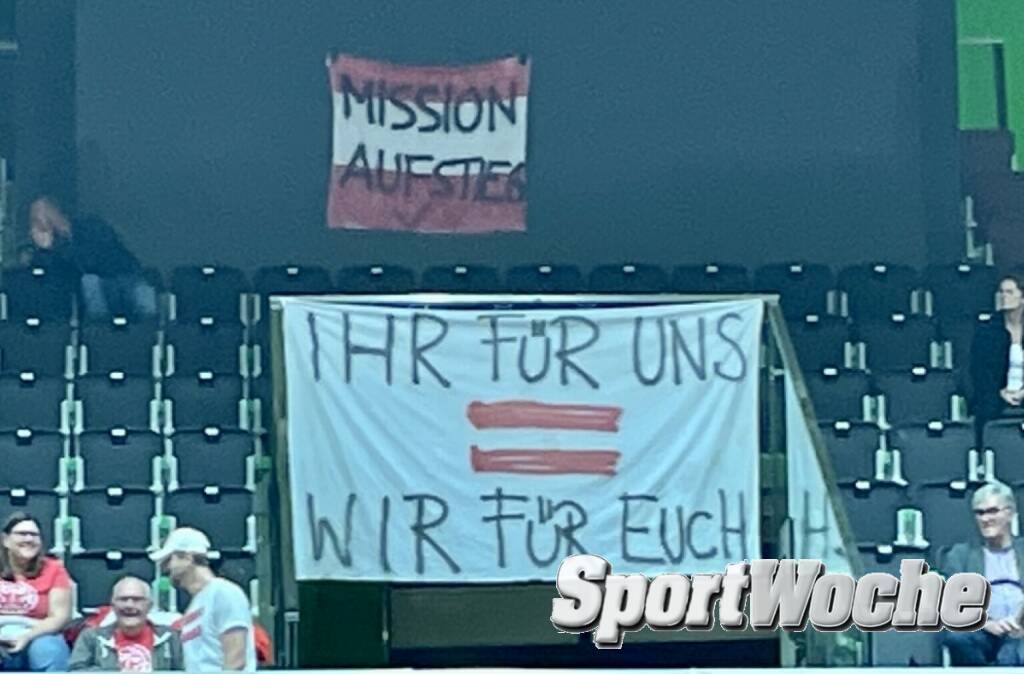 MISSION
AUFSTIEG
IHR FÜR UNS
=
WIR FÜR EUCH
H
SportWoche